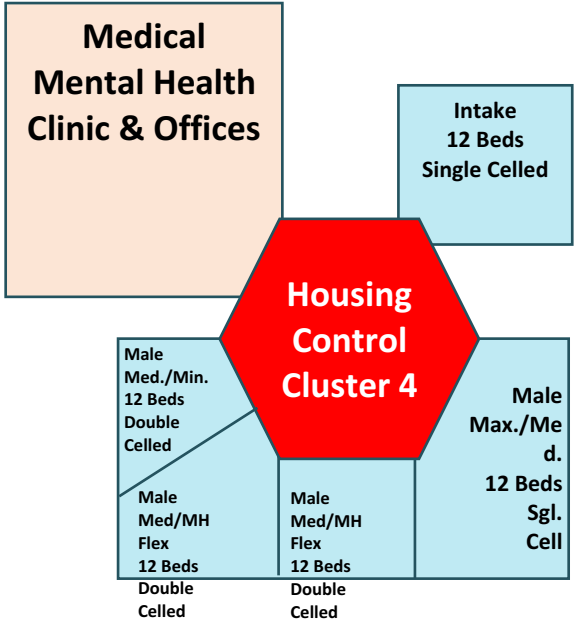 Medical
Mental Health
Clinic & Offices
Intake
12 Beds
Single Celled
Housing
Control
Cluster 4
Male
Med./Min.
12 Beds
Double
Celled
Male
Max./Me
d.
12 Beds
Sgl.
Cell
Male
Med/MH
Flex
12 Beds
Double
Celled
Male
Med/MH
Flex
12 Beds
Double
Celled